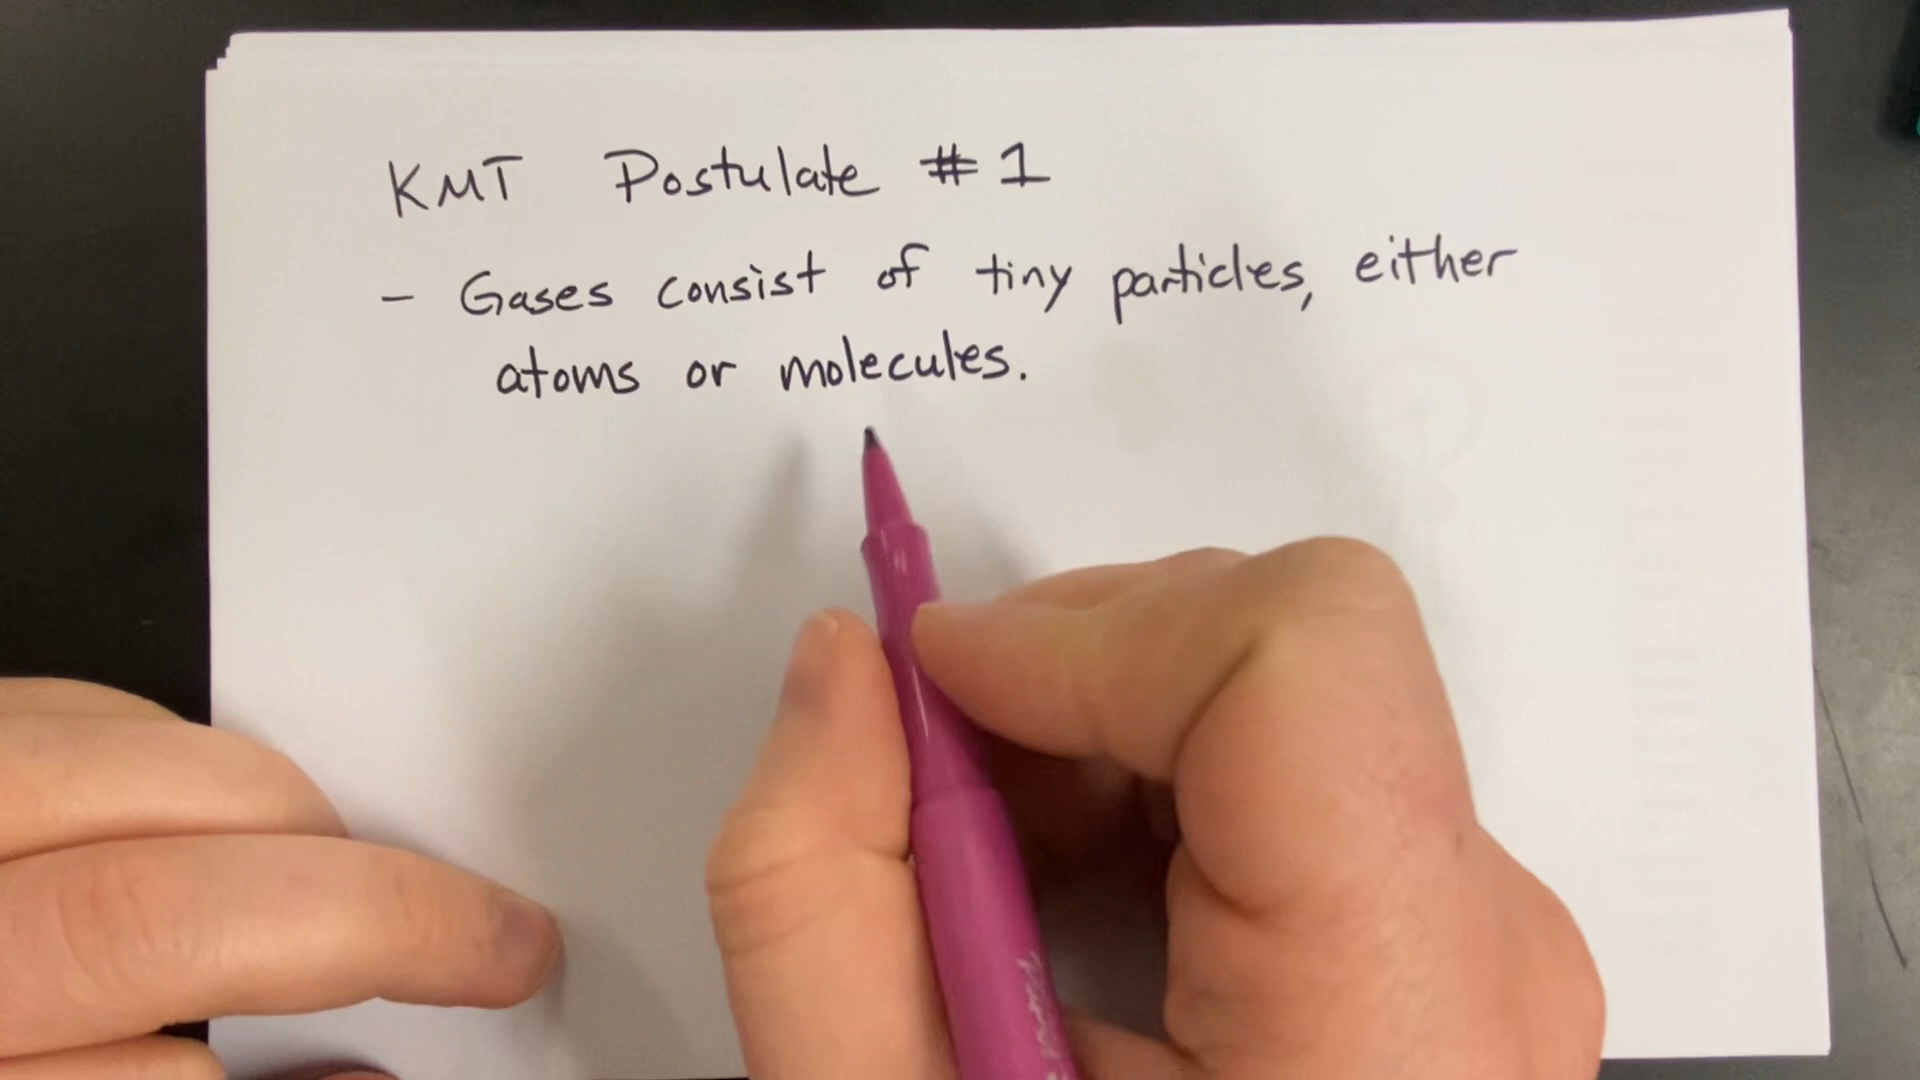 KMT Postulate #1
- Gases consist of tiny particles, either
atoms or molecules.